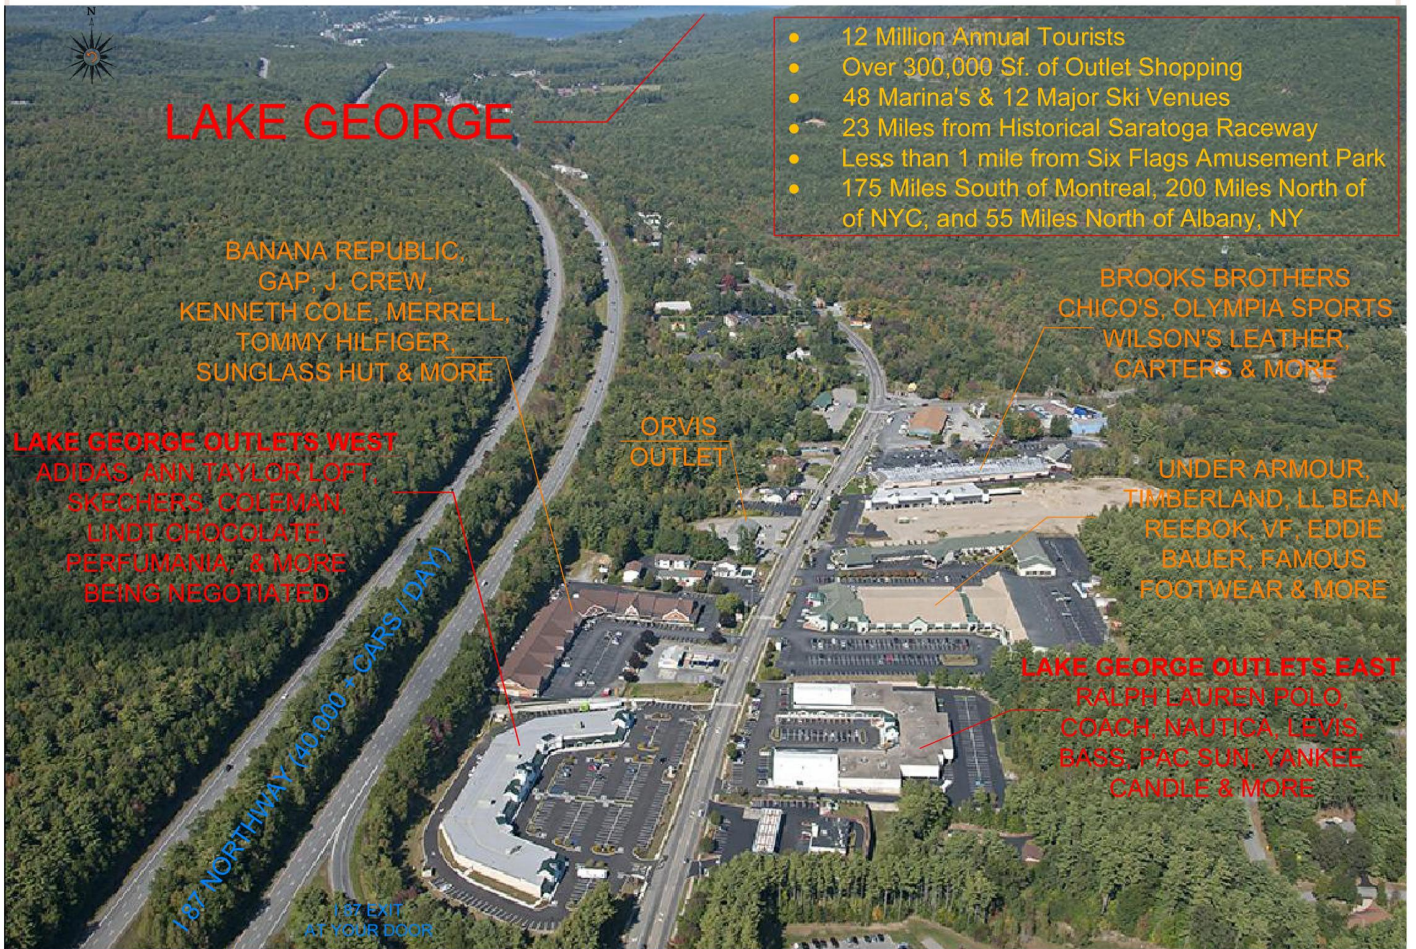 N
12 Million Annual Tourists
Over 300,000 Sf. of Outlet Shopping
48 Marina's & 12 Major Ski Venues
23 Miles from Historical Saratoga Raceway
Less than 1 mile from Six Flags Amusement Park
175 Miles South of Montreal, 200 Miles North of
of NYC, and 55 Miles North of Albany, NY
LAKE GEORGE
BANANA REPUBLIC,
GAP, J. CREW,
KENNETH COLE, MERRELL,
TOMMY HILFIGER,
SUNGLASS HUT & MORE
BROOKS BROTHERS
CHICO'S, OLYMPIA SPORTS
WILSON'S LEATHER,
CARTERS & MORE
ORVIS
OUTLET
LAKE GEORGE OUTLETS WEST
ADIDAS, ANN TAYLOR LOFT,
SKECHERS, COLEMAN,
LINDT CHOCOLATE,
PERFUMANIA, & MORE
BEING NEGOTIATED
UNDER ARMOUR,
TIMBERLAND, LL BEAN,
REEBOK, VF, EDDIE
BAUER, FAMOUS
FOOTWEAR & MORE
LAKE GEORGE OUTLETS EAST
RALPH LAUREN POLO,
COACH, NAUTICA, LEVIS,
BASS, PAC SUN, YANKEE
CANDLE & MORE
I 87 NORTHWAY (40,000 + CARS / DAY)
I 87 EXIT
AT YOUR DOOR